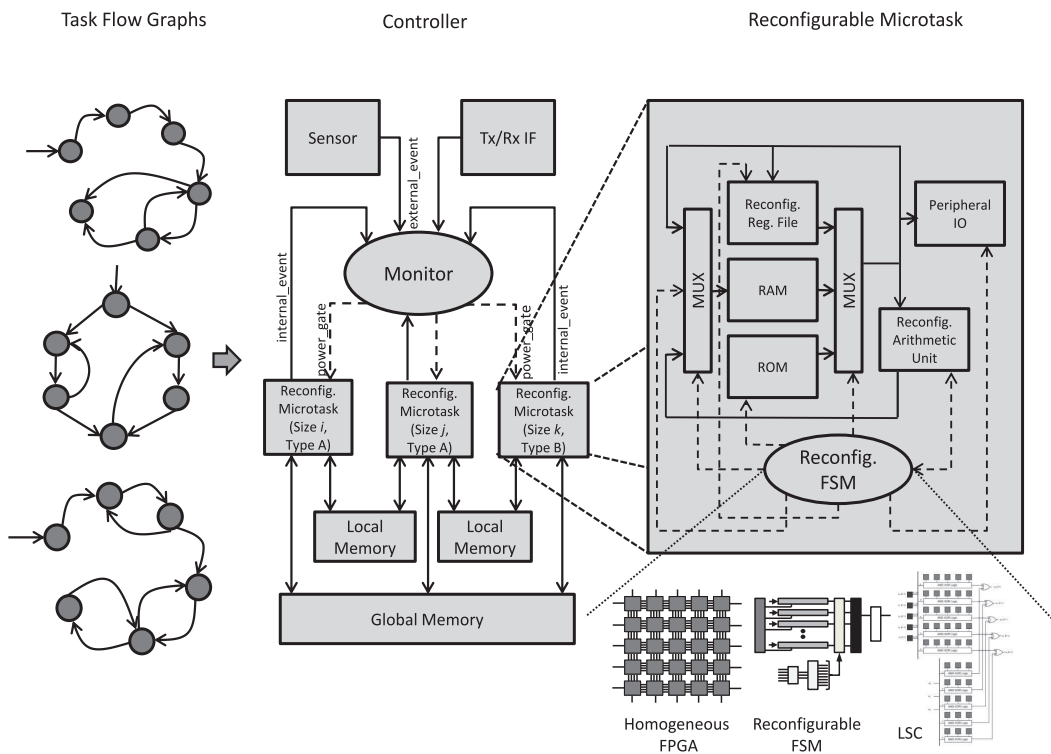 Task Flow Graphs
Controller
Reconfigurable Microtask
Sensor
Tx/Rx IF
external_event
Monitor
internal_event
power_gate
power_gate
internal_event
Reconfig.
Microtask
(Size i,
Type A)
Reconfig.
Microtask
(Size j,
Type A)
Reconfig.
Microtask
(Size k,
Type B)
Local
Memory
Local
Memory
Global Memory
MUX
Reconfig.
Reg. File
RAM
ROM
MUX
Peripheral
IO
Reconfig.
Arithmetic
Unit
Reconfig.
FSM
Homogeneous
FPGA
Reconfigurable
FSM
LSC